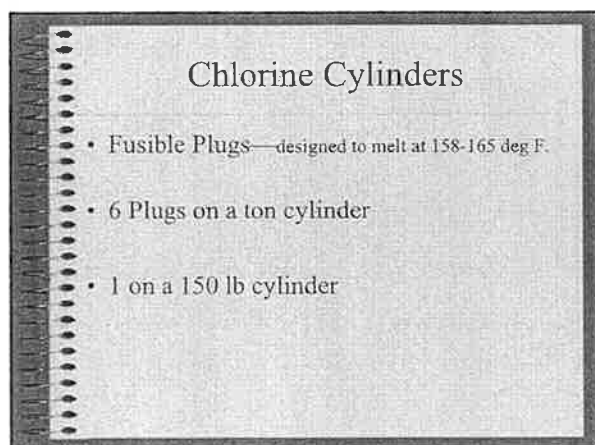 Chlorine Cylinders
• Fusible Plugs—designed to melt at 158-165 deg F.
• 6 Plugs on a ton cylinder
• 1 on a 150 lb cylinder